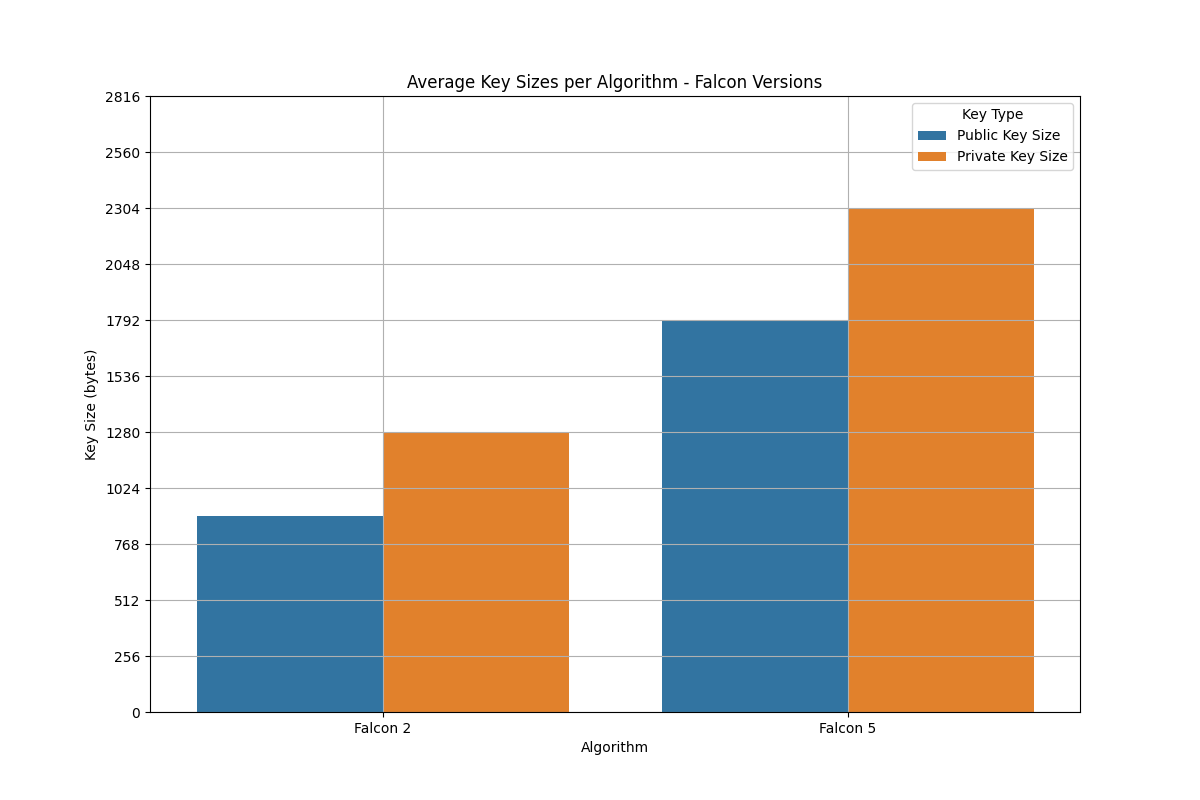 Average Key Sizes per Algorithm - Falcon Versions
Key Type
Public Key Size
Private Key Size
2816
2560
2304
2048
1792
1536
1280
1024
768
512
256
0
Key Size (bytes)
Falcon 2
Falcon 5
Algorithm